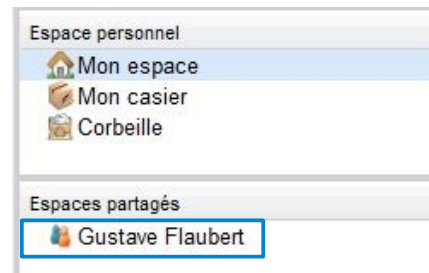 Espace personnel
Mon espace
Mon casier
Corbeille
Espaces partagés
Gustave Flaubert